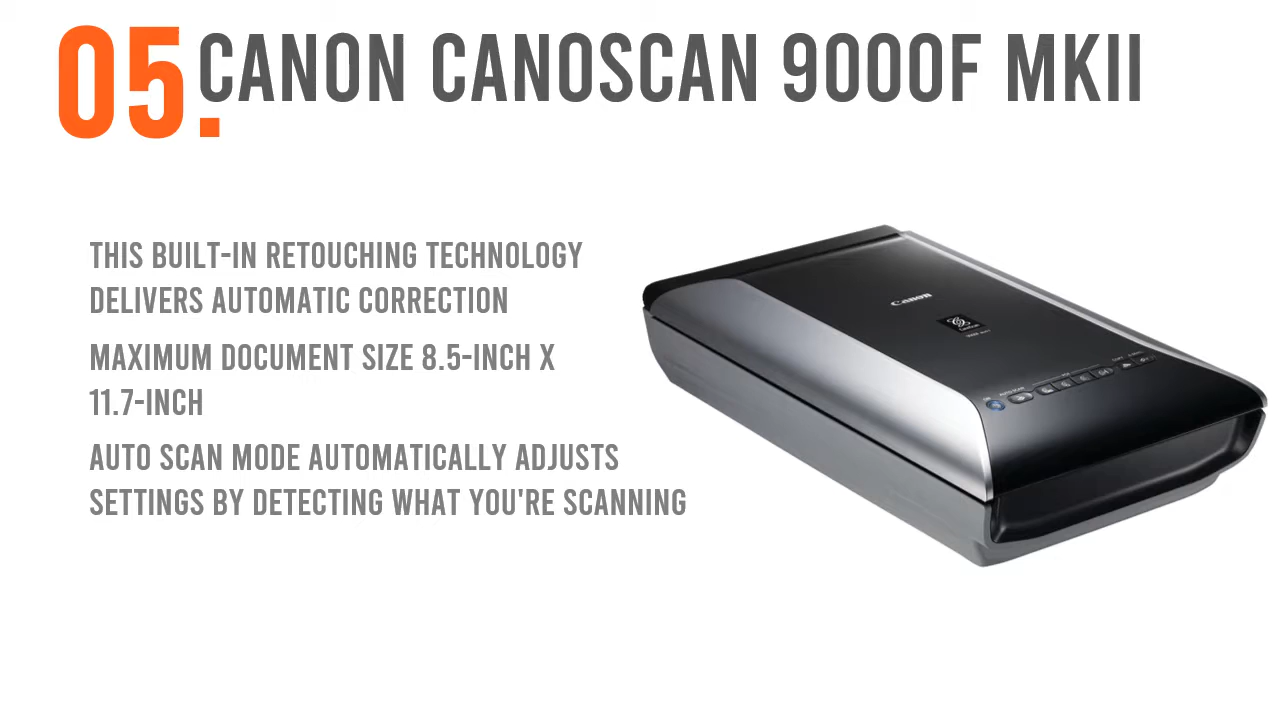 05.
CANON CANOSCAN 9000F MKII
THIS BUILT-IN RETOUCHING TECHNOLOGY
DELIVERS AUTOMATIC CORRECTION
MAXIMUM DOCUMENT SIZE 8.5-INCH X
11.7-INCH
AUTO SCAN MODE AUTOMATICALLY ADJUSTS
SETTINGS BY DETECTING WHAT YOU'RE SCANNING
Canon